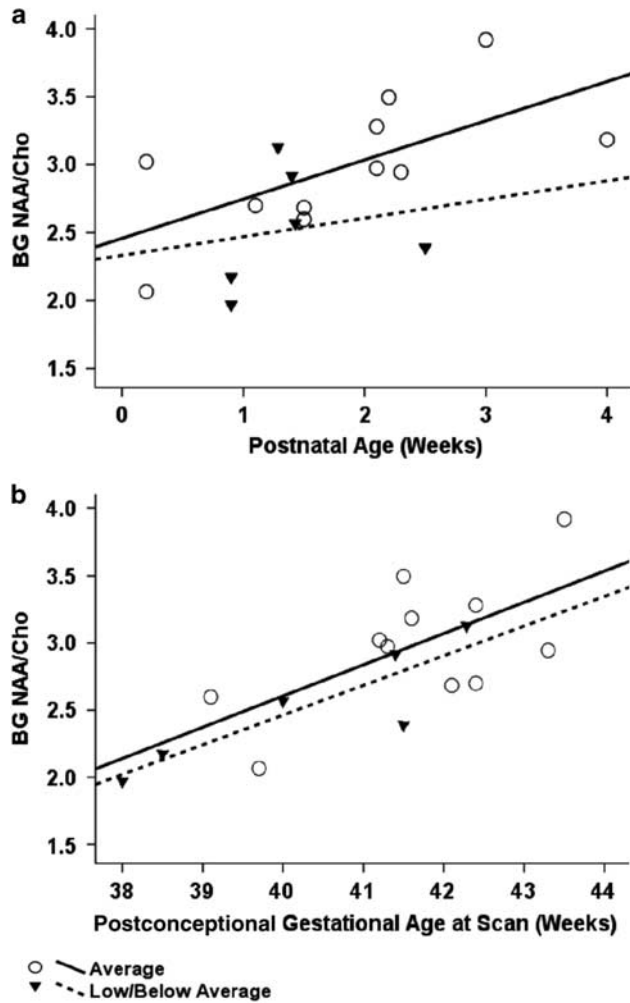 a
4.0
3.5
3.0
2.5
2.0
1.5
BG NAA/Cho
0 1 2 3 4
Postnatal Age (Weeks)
b
4.0
3.5
3.0
2.5
2.0
1.5
BG NAA/Cho
38 39 40 41 42 43 44
Postconceptional Gestational Age at Scan (Weeks)
Average
Low/Below Average